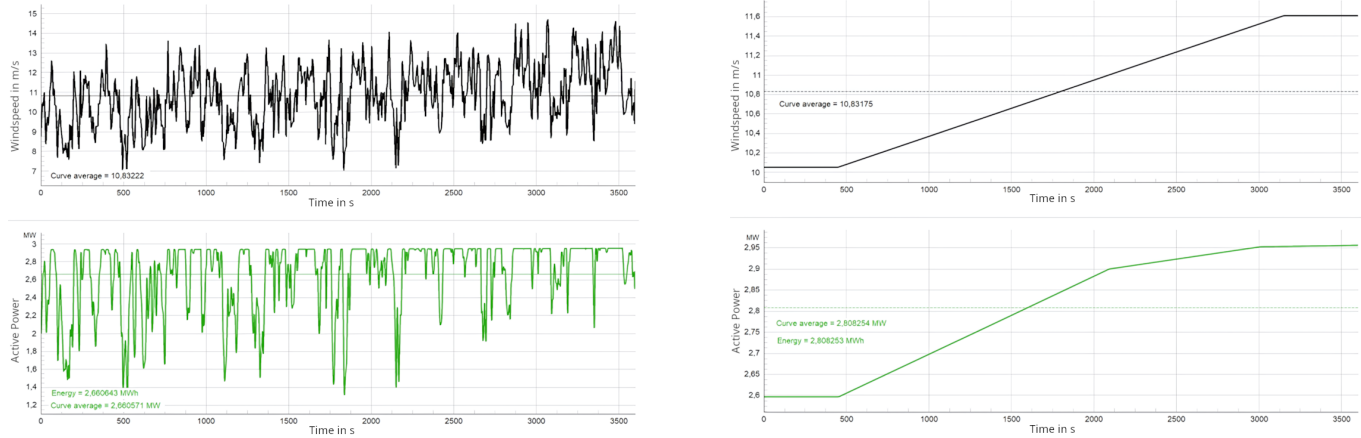 15
14
13
12
11
10
9
8
7
Windspeed in m/s
Curve average = 10,83222
0 500 1000 1500 2000 2500 3000 3500
Time in s
MW
3
2,8
2,6
2,4
2,2
2
1,8
1,6
1,4
1,2
Active Power
Energy = 2,660643 MWh
Curve average = 2,660571 MW
0 500 1000 1500 2000 2500 3000 3500
Time in s
11,6
11,4
11,2
11
10,8
10,6
10,4
10,2
10
Windspeed in m/s
Curve average = 10,83175
0 500 1000 1500 2000 2500 3000 3500
Time in s
MW
2,95
2,9
2,85
2,8
2,75
2,7
2,65
2,6
Active Power
Curve average = 2,808254 MW
Energy = 2,808253 MWh
0 500 1000 1500 2000 2500 3000 3500
Time in s